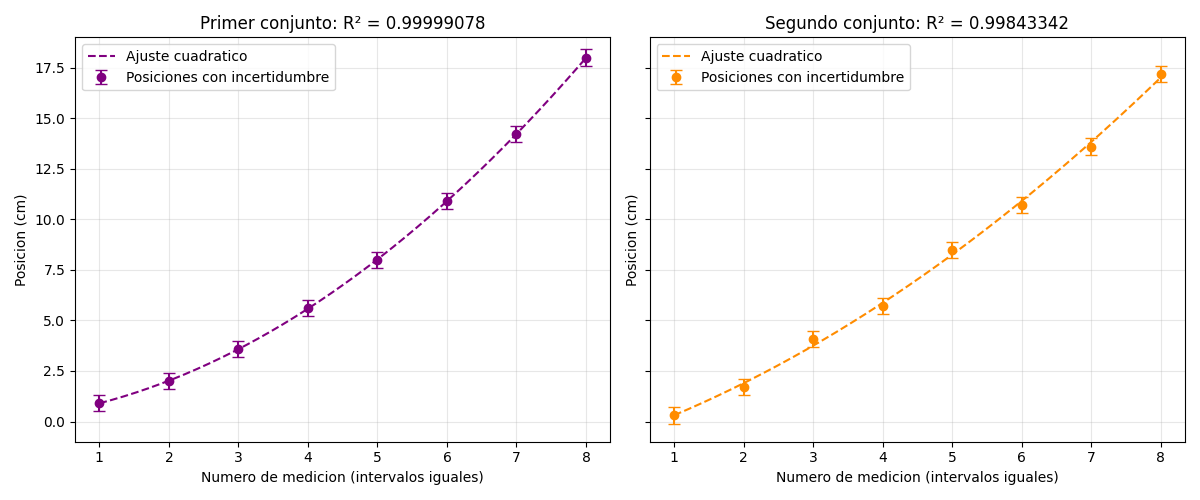 Primer conjunto: R² = 0.99999078
Ajuste cuadratico
Posiciones con incertidumbre
Posicion (cm)
17.5
15.0
12.5
10.0
7.5
5.0
2.5
0.0
1 2 3 4 5 6 7 8
Numero de medicion (intervalos iguales)
Segundo conjunto: R² = 0.99843342
Ajuste cuadratico
Posiciones con incertidumbre
Posicion (cm)
1 2 3 4 5 6 7 8
Numero de medicion (intervalos iguales)